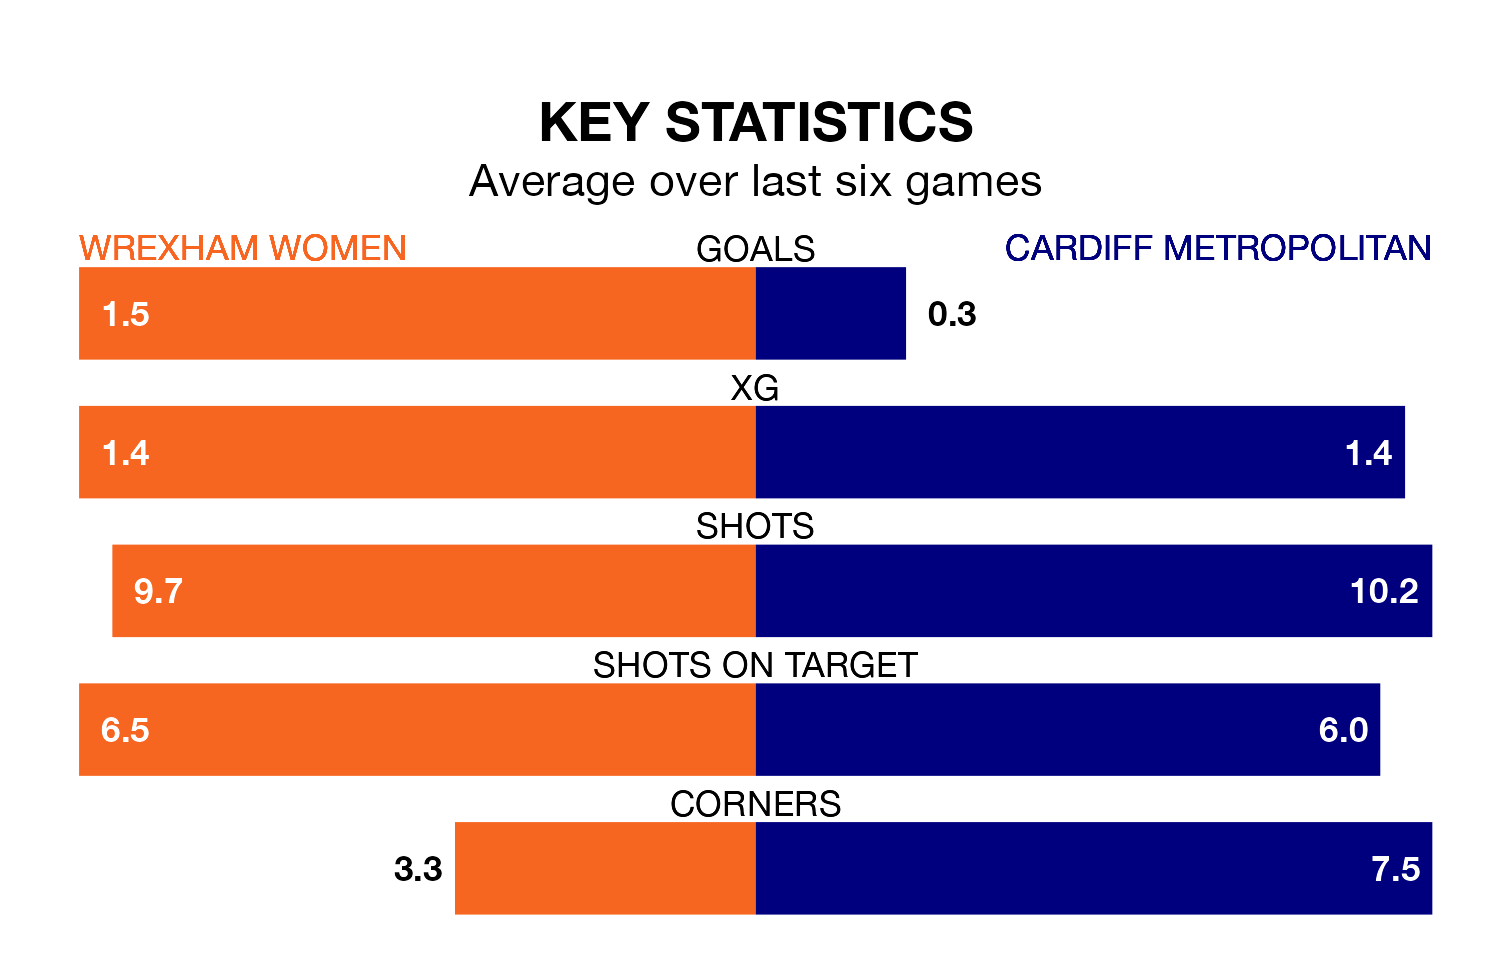 KEY STATISTICS
Average over last six games
WREXHAM WOMEN GOALS CARDIFF METROPOLITAN
1.5 0.3
XG
1.4 1.4
SHOTS
9.7 10.2
SHOTS ON TARGET
6.5 6.0
CORNERS
3.3 7.5